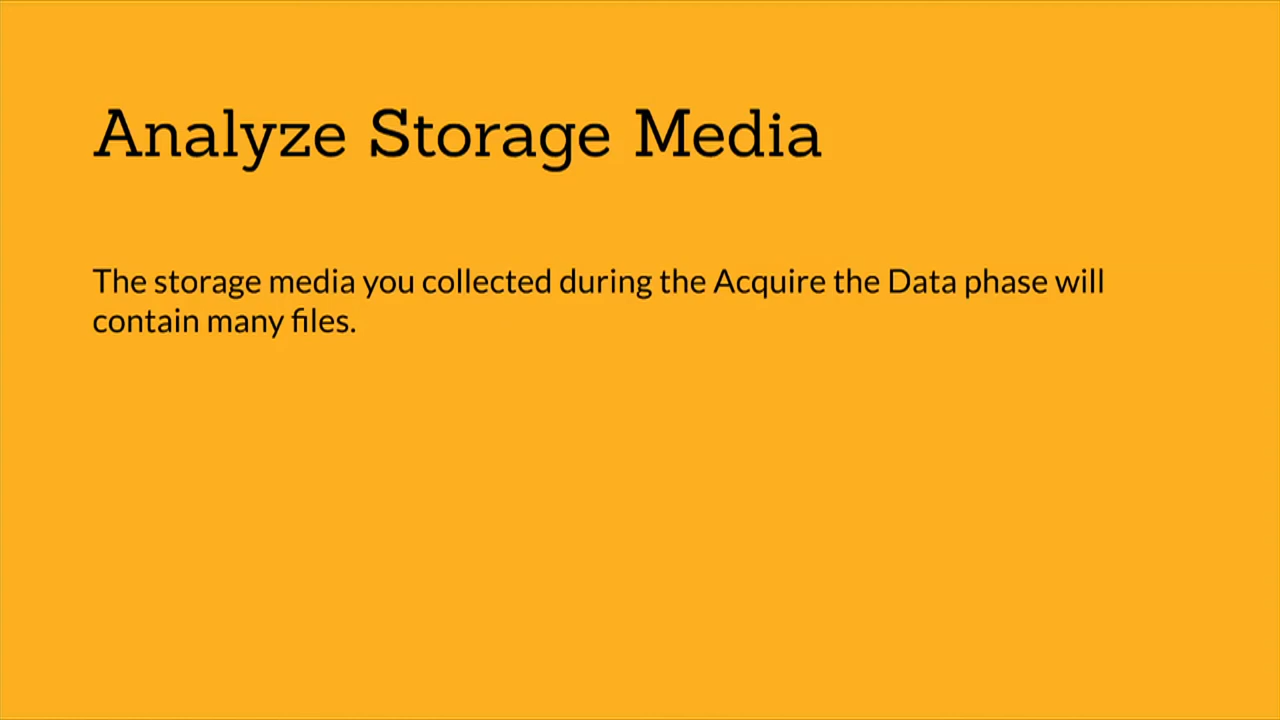 Analyze Storage Media
The storage media you collected during the Acquire the Data phase will
contain many files.